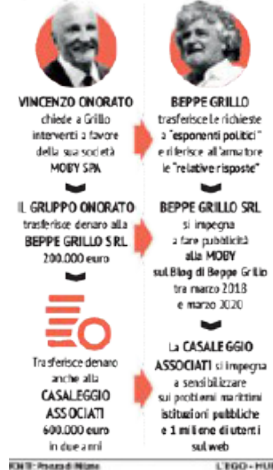 VINCENZO ONORATO
chiede a Grillo
interventi a favore
della sua società
MOBY SPA
IL GRUPPO ONORATO
trasferisce denaro alla
BEPPE GRILLO SRL
200.000 euro
Trasferisce denaro
anche alla
CASALEGGIO
ASSOCIATI
600.000 euro
in due anni
BEPPE GRILLO
trasferisce le richieste
a "esponenti politici"
e riferisce all'armatore
le "relative risposte"
BEPPE GRILLO SRL
si impegna
a fare pubblicità
alla MOBY
sul Blog di Beppe Grillo
tra marzo 2018
e marzo 2020
La CASALEGGIO
ASSOCIATI si impegna
a sensibilizzare
sui problemi marittimi
istituzioni pubbliche
e 1 milione di utenti
sul web
FONTE: Procura di Milano
L'EGO - HUB